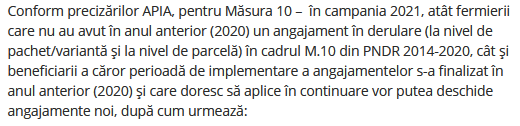 Conform precizărilor APIA, pentru Măsura 10 – în campania 2021, atât fermierii
care nu au avut în anul anterior (2020) un angajament în derulare (la nivel de
pachet/variantă şi la nivel de parcelă) în cadrul M.10 din PNDR 2014-2020, cât şi
beneficiarii a căror perioadă de implementare a angajamentelor s-a finalizat în
anul anterior (2020) şi care doresc să aplice în continuare vor putea deschide
angajamente noi, după cum urmează: